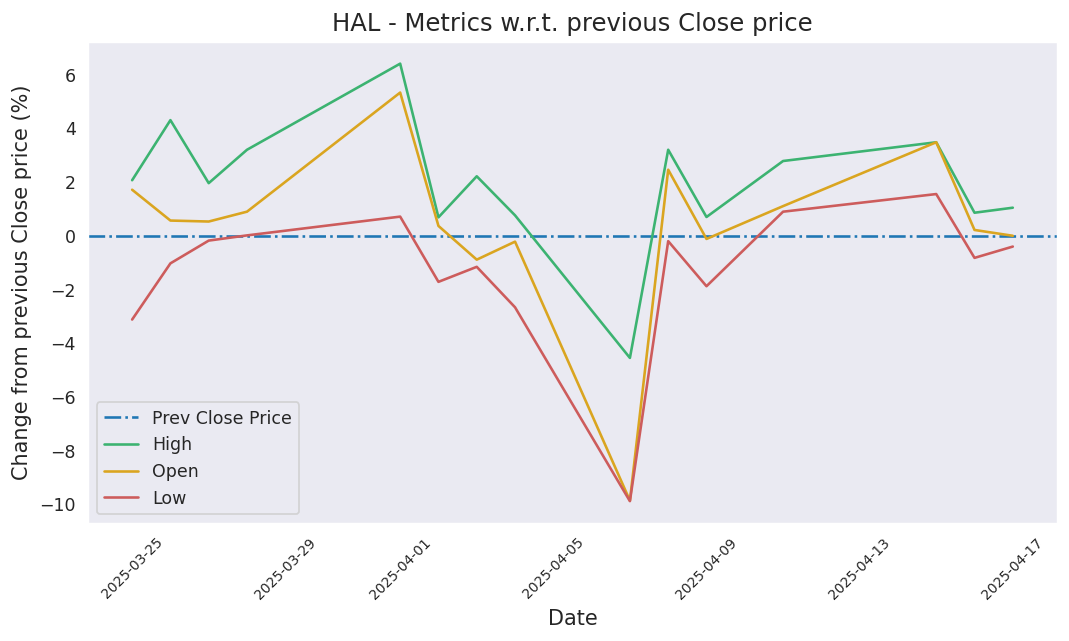 HAL - Metrics w.r.t. previous Close price
Change from previous Close price (%)
6
4
2
0
−2
−4
−6
−8
−10
Prev Close Price
High
Open
Low
2025-03-25
2025-03-29
2025-04-01
2025-04-05
2025-04-09
2025-04-13
2025-04-17
Date